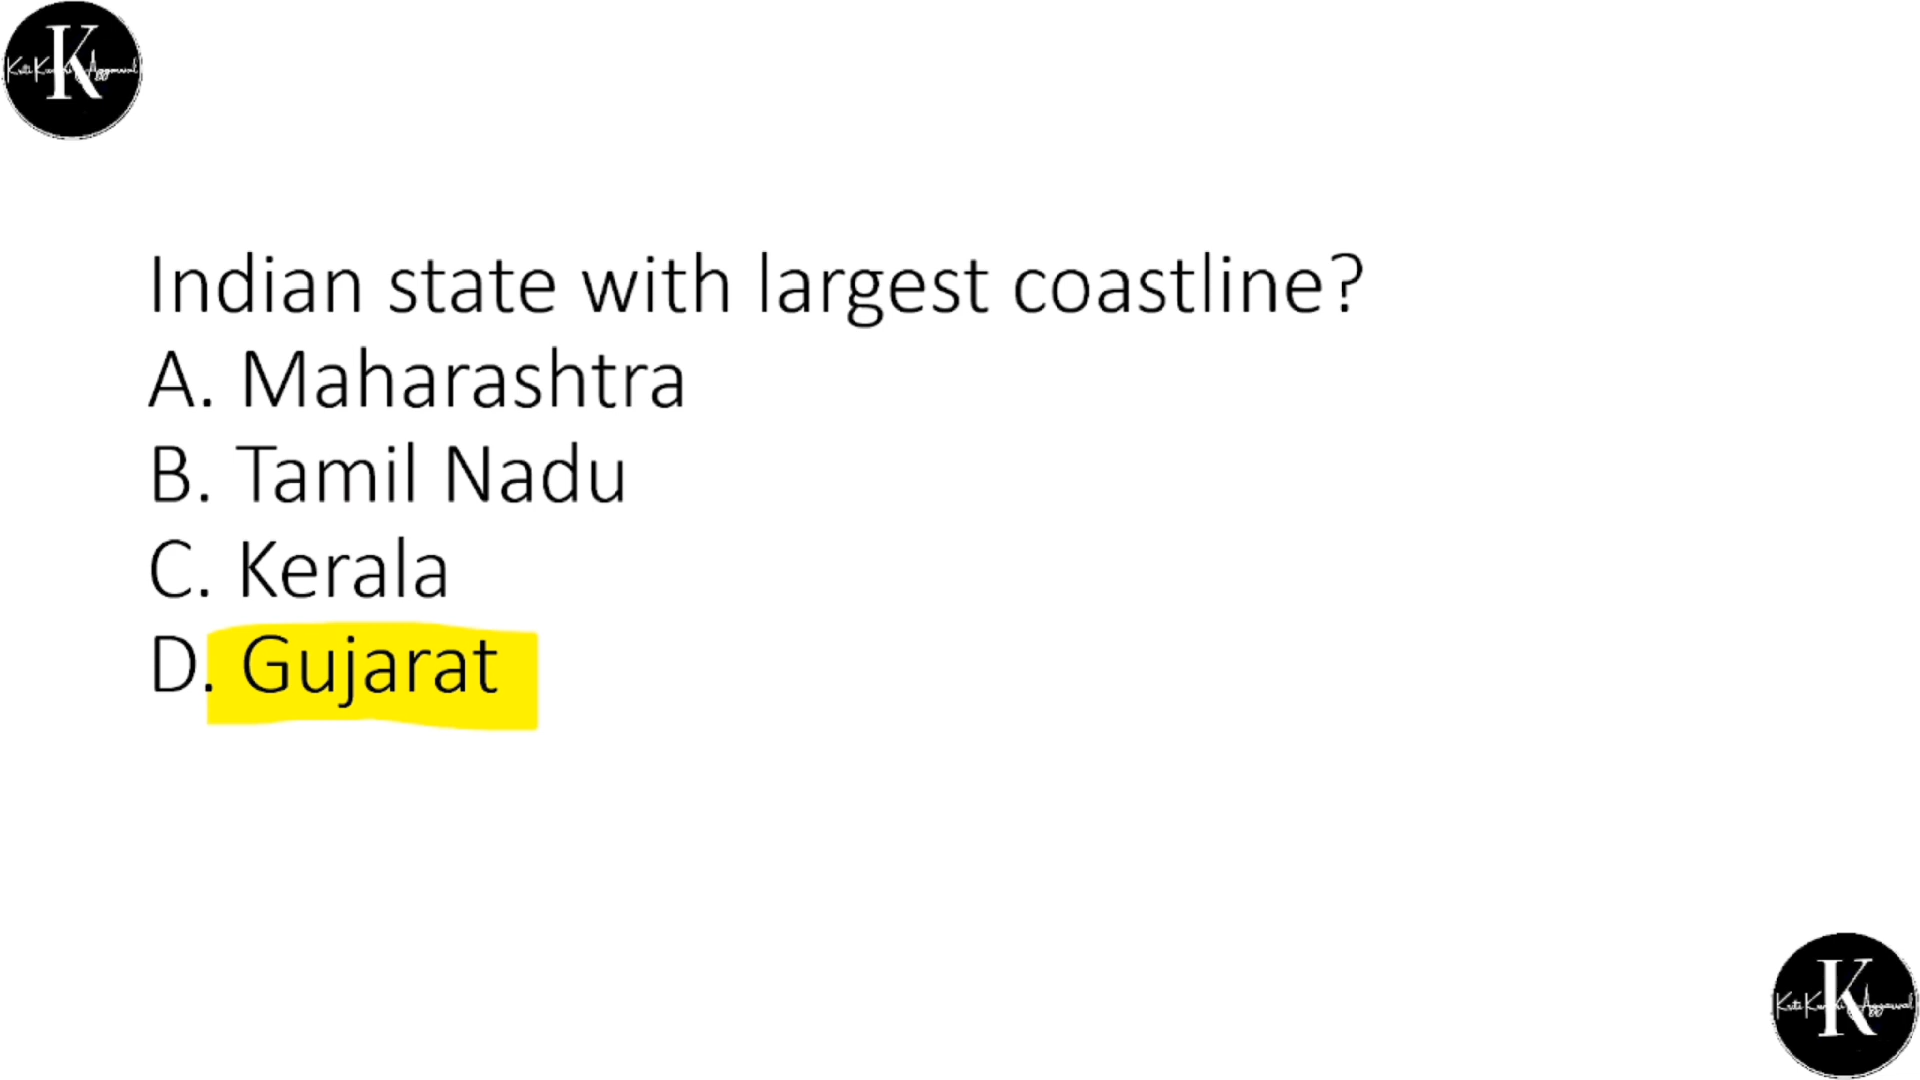 K
Indian state with largest coastline?
A. Maharashtra
B. Tamil Nadu
C. Kerala
D. Gujarat
K